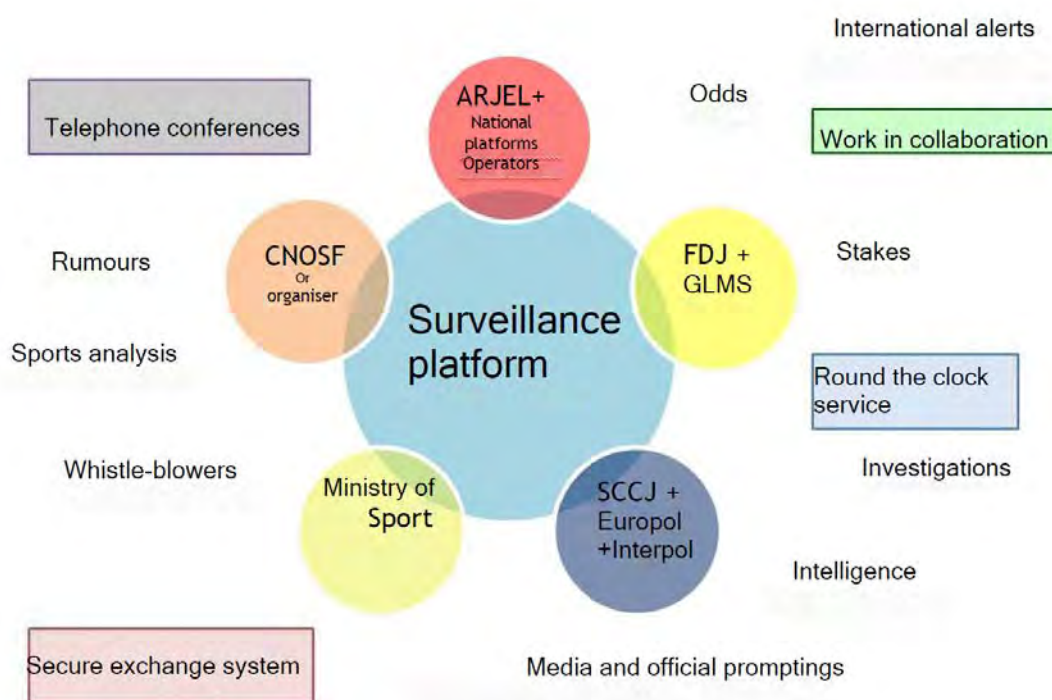 International alerts
ARJEL+
National
platforms
Operators
Odds
Telephone conferences
Work in collaboration
Rumours
CNOSF
Or
organiser
FDJ +
GLMS
Stakes
Surveillance
platform
Sports analysis
Round the clock
service
Whistle-blowers
Ministry of
Sport
SCCJ +
Europol
+Interpol
Investigations
Intelligence
Secure exchange system
Media and official promptings